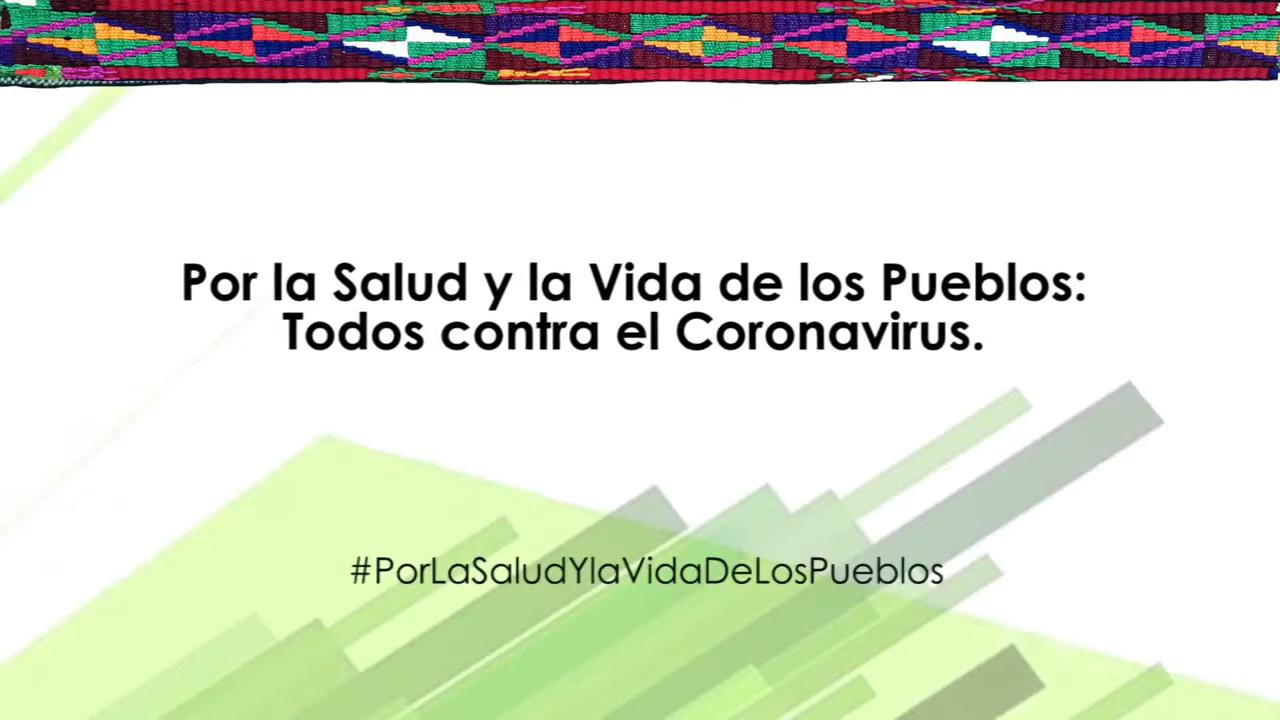 Por la Salud y la Vida de los Pueblos:
Todos contra el Coronavirus.
#PorLaSaludYlaVidaDeLosPueblos